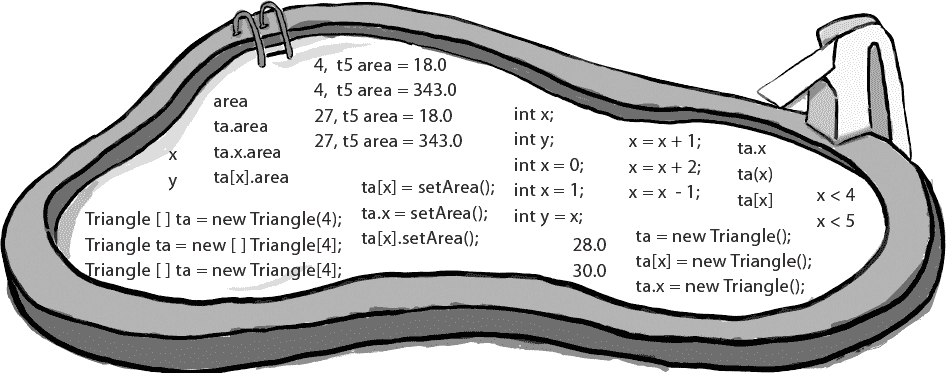 4, t5 area = 18.0
4, t5 area = 343.0
27, t5 area = 18.0
27, t5 area = 343.0
area
ta.area
ta.x.area
ta[x].area
x
y
int x;
int y;
int x = 0;
int x = 1;
int y = x;
x = x + 1;
x = x + 2;
x = x - 1;
ta.x
ta(x)
ta[x]
x < 4
x < 5
ta[x] = setArea();
ta.x = setArea();
ta[x].setArea();
Triangle [ ] ta = new Triangle(4);
Triangle ta = new [ ] Triangle[4];
Triangle [ ] ta = new Triangle[4];
28.0
30.0
ta = new Triangle();
ta[x] = new Triangle();
ta.x = new Triangle();